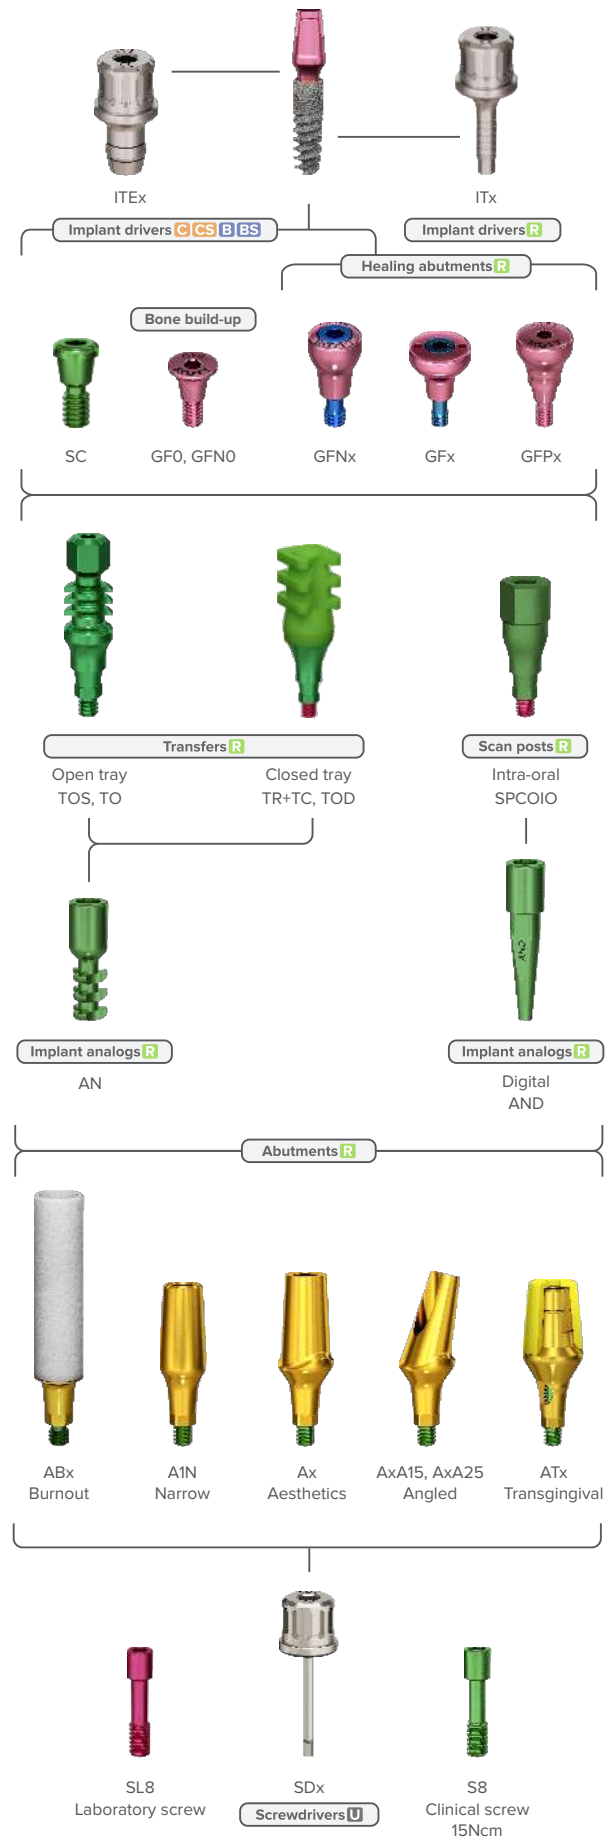 ITEx
ITx
Implant drivers C CS B BS
Implant drivers R
Healing abutments R
Bone build-up
SC
GF0, GFN0
GFNx
GFx
GFPx
Transfers R
Scan posts R
Open tray
TOS, TO
Closed tray
TR+TC, TOD
Intra-oral
SPCOIO
AND
Implant analogs R
AN
Implant analogs R
Digital
AND
Abutments R
ABx
Burnout
A1N
Narrow
Ax
Aesthetics
AxA15, AxA25
Angled
ATx
Transgingival
SL8
Laboratory screw
SDx
Screwdrivers U
S8
Clinical screw
15Ncm